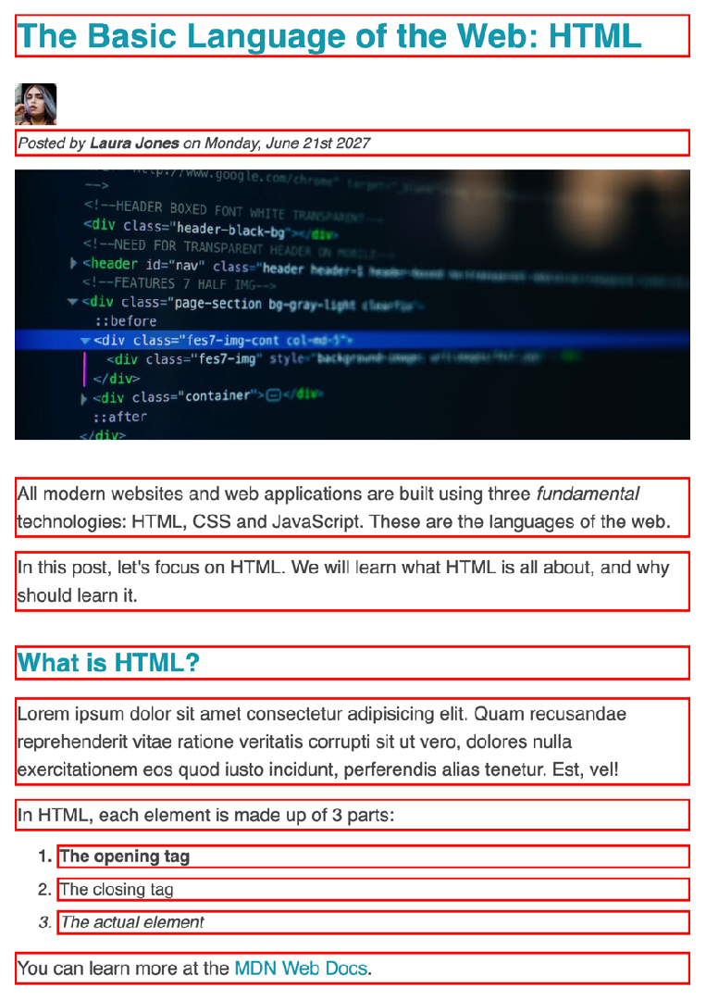 The Basic Language of the Web: HTML
Posted by Laura Jones on Monday, June 21st 2027
http://www.google.com/chrome" target=
-->
<!--HEADER BOXED FONT WHITE TRANSPARENT-->
<div class="header-black-bg"></div>
<!--NEED FOR TRANSPARENT HEADER ON MOBILE-->
<header id="nav" class="header header-1
<!--FEATURES 7 HALF IMG-->
<div class="page-section bg-gray-light clearfix">
::before
<div class="fes7-img-cont col-md-5">
<div class="fes7-img" style="background-image:
</div>
<div class="container"></div>
::after
</div>
All modern websites and web applications are built using three fundamental
technologies: HTML, CSS and JavaScript. These are the languages of the web.
In this post, let's focus on HTML. We will learn what HTML is all about, and why
should learn it.
What is HTML?
Lorem ipsum dolor sit amet consectetur adipisicing elit. Quam recusandae
reprehenderit vitae ratione veritatis corrupti sit ut vero, dolores nulla
exercitationem eos quod iusto incidunt, perferendis alias tenetur. Est, vel!
In HTML, each element is made up of 3 parts:
1. The opening tag
2. The closing tag
3. The actual element
You can learn more at the MDN Web Docs.